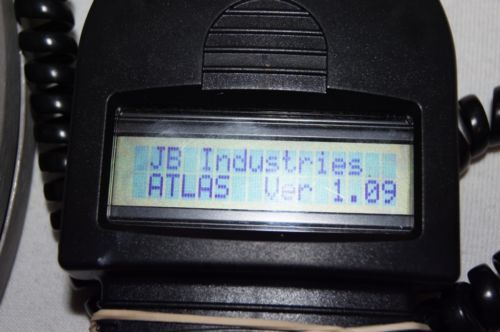 JB Industries
ATLAS Ver 1.09